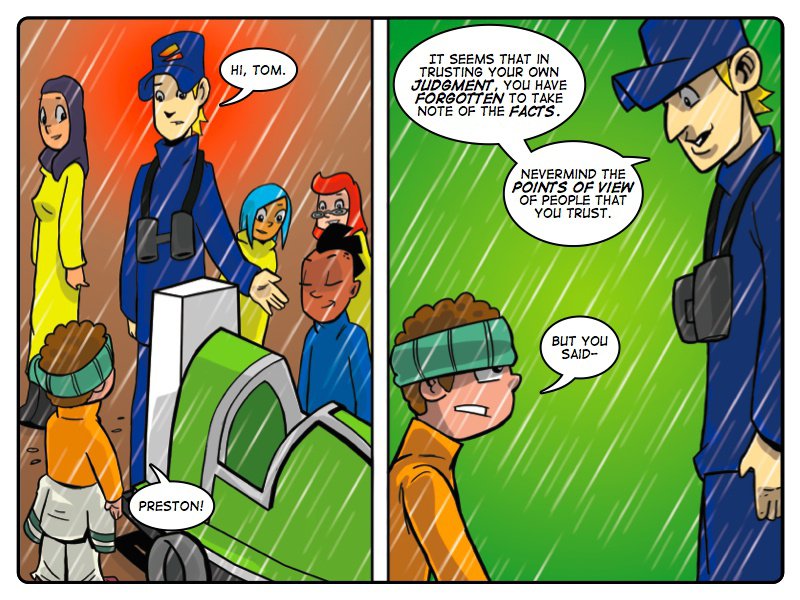 HI, TOM.
PRESTON!
IT SEEMS THAT IN
TRUSTING YOUR OWN
JUDGMENT, YOU HAVE
FORGOTTEN TO TAKE
NOTE OF THE FACTS.
NEVERMIND THE
POINTS OF VIEW
OF PEOPLE THAT
YOU TRUST.
BUT YOU
SAID-